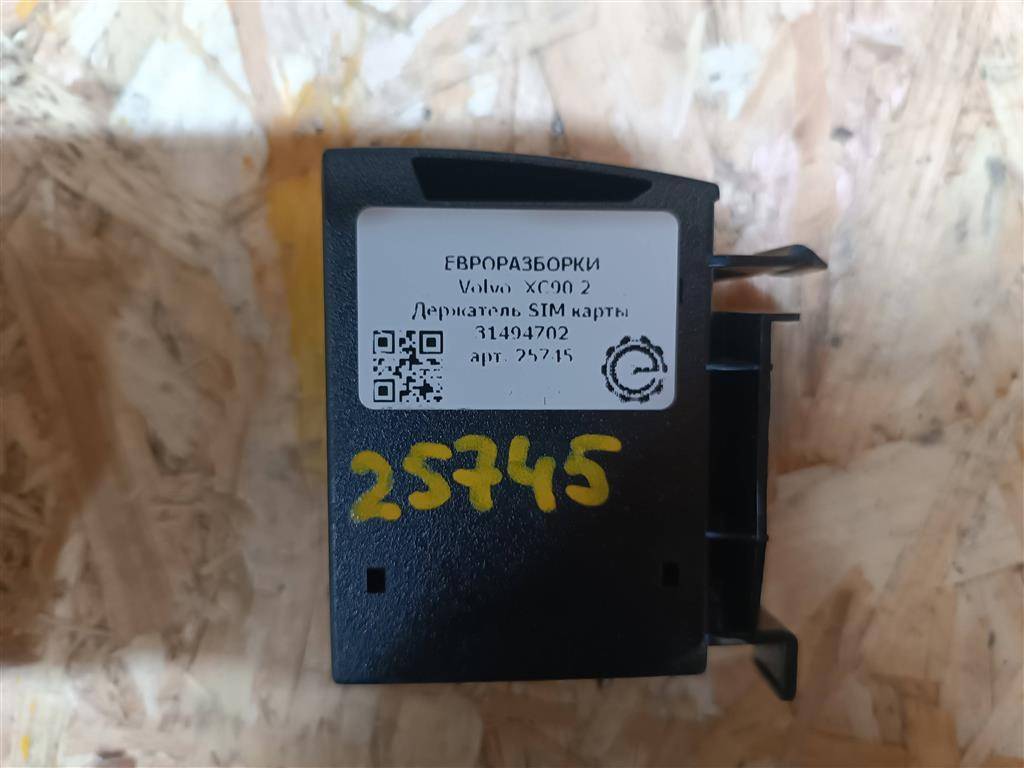 ЕВРОРАЗБОРКИ
Volvo XC90 2
Держатель SIM карты
31494702
арт. 25745
25745